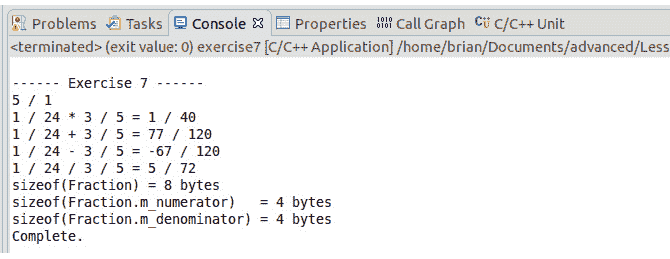 Problems Tasks Console Properties Call Graph C/C++ Unit
<terminated> (exit value: 0) exercise7 [C/C++ Application] /home/brian/Documents/advanced/Less
------ Exercise 7 ------
5 / 1
1 / 24 * 3 / 5 = 1 / 40
1 / 24 + 3 / 5 = 77 / 120
1 / 24 - 3 / 5 = -67 / 120
1 / 24 / 3 / 5 = 5 / 72
sizeof(Fraction) = 8 bytes
sizeof(Fraction.m_numerator)   = 4 bytes
sizeof(Fraction.m_denominator) = 4 bytes
Complete.